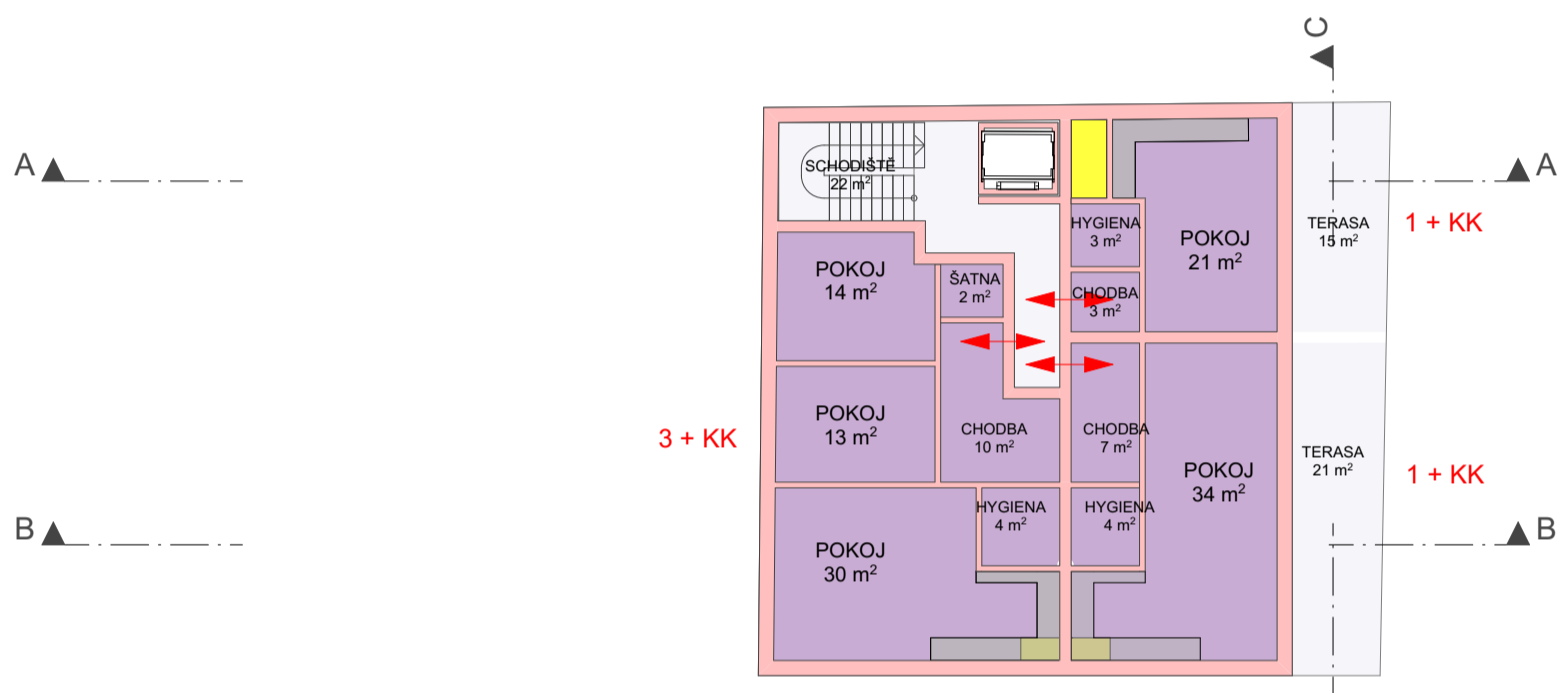 C
A
A
SCHODIŠTĚ
22 m²
HYGIENA
3 m²
POKOJ
21 m²
TERASA
15 m²
1 + KK
POKOJ
14 m²
ŠATNA
2 m²
CHODBA
3 m²
3 + KK
POKOJ
13 m²
CHODBA
10 m²
CHODBA
7 m²
POKOJ
34 m²
TERASA
21 m²
1 + KK
HYGIENA
4 m²
HYGIENA
4 m²
B
B
POKOJ
30 m²